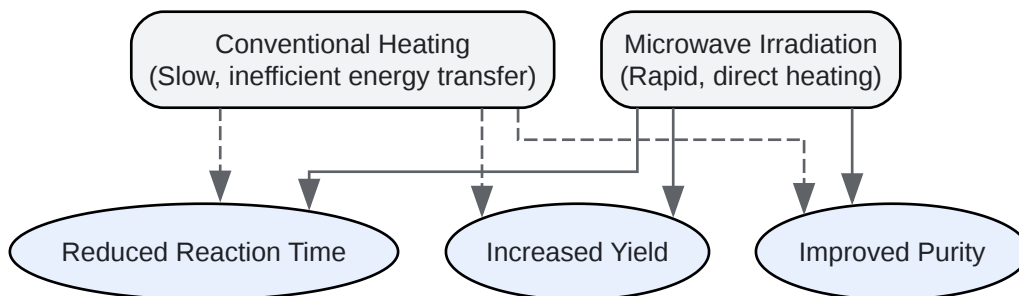 Conventional Heating
(Slow, inefficient energy transfer)
Microwave Irradiation
(Rapid, direct heating)
Reduced Reaction Time
Increased Yield
Improved Purity